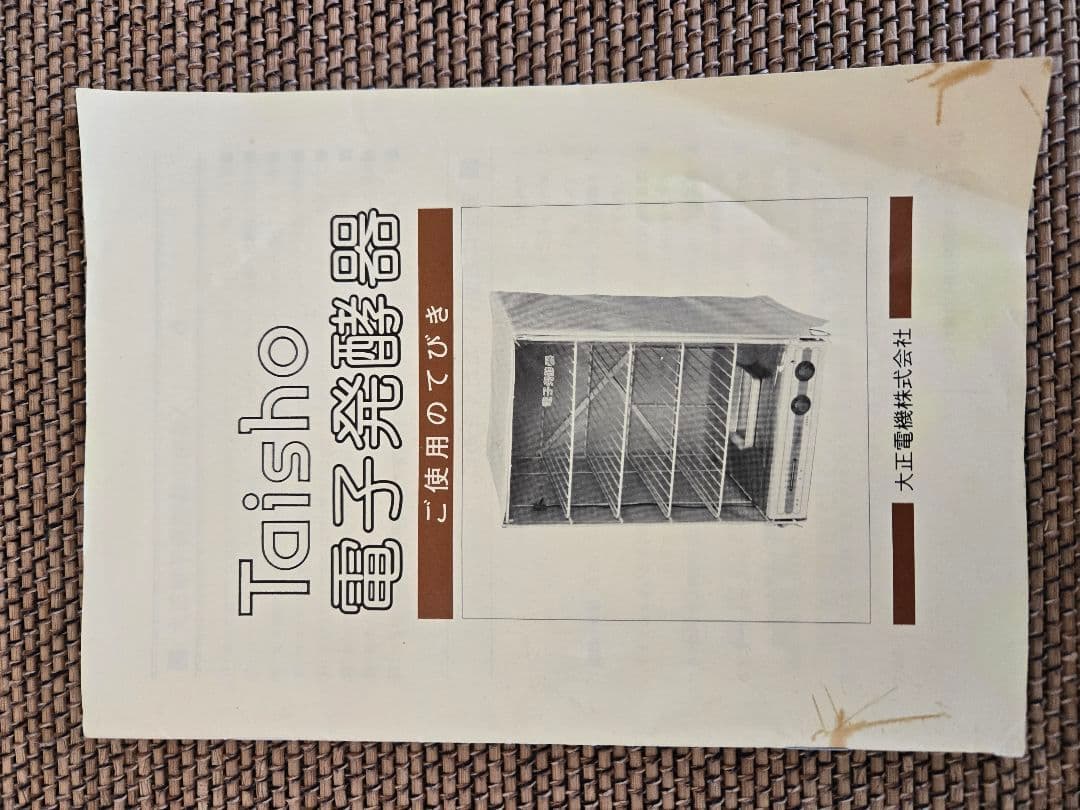 Taisho
電子発酵器
ご使用のてびき
電子発酵器
大正電機株式会社